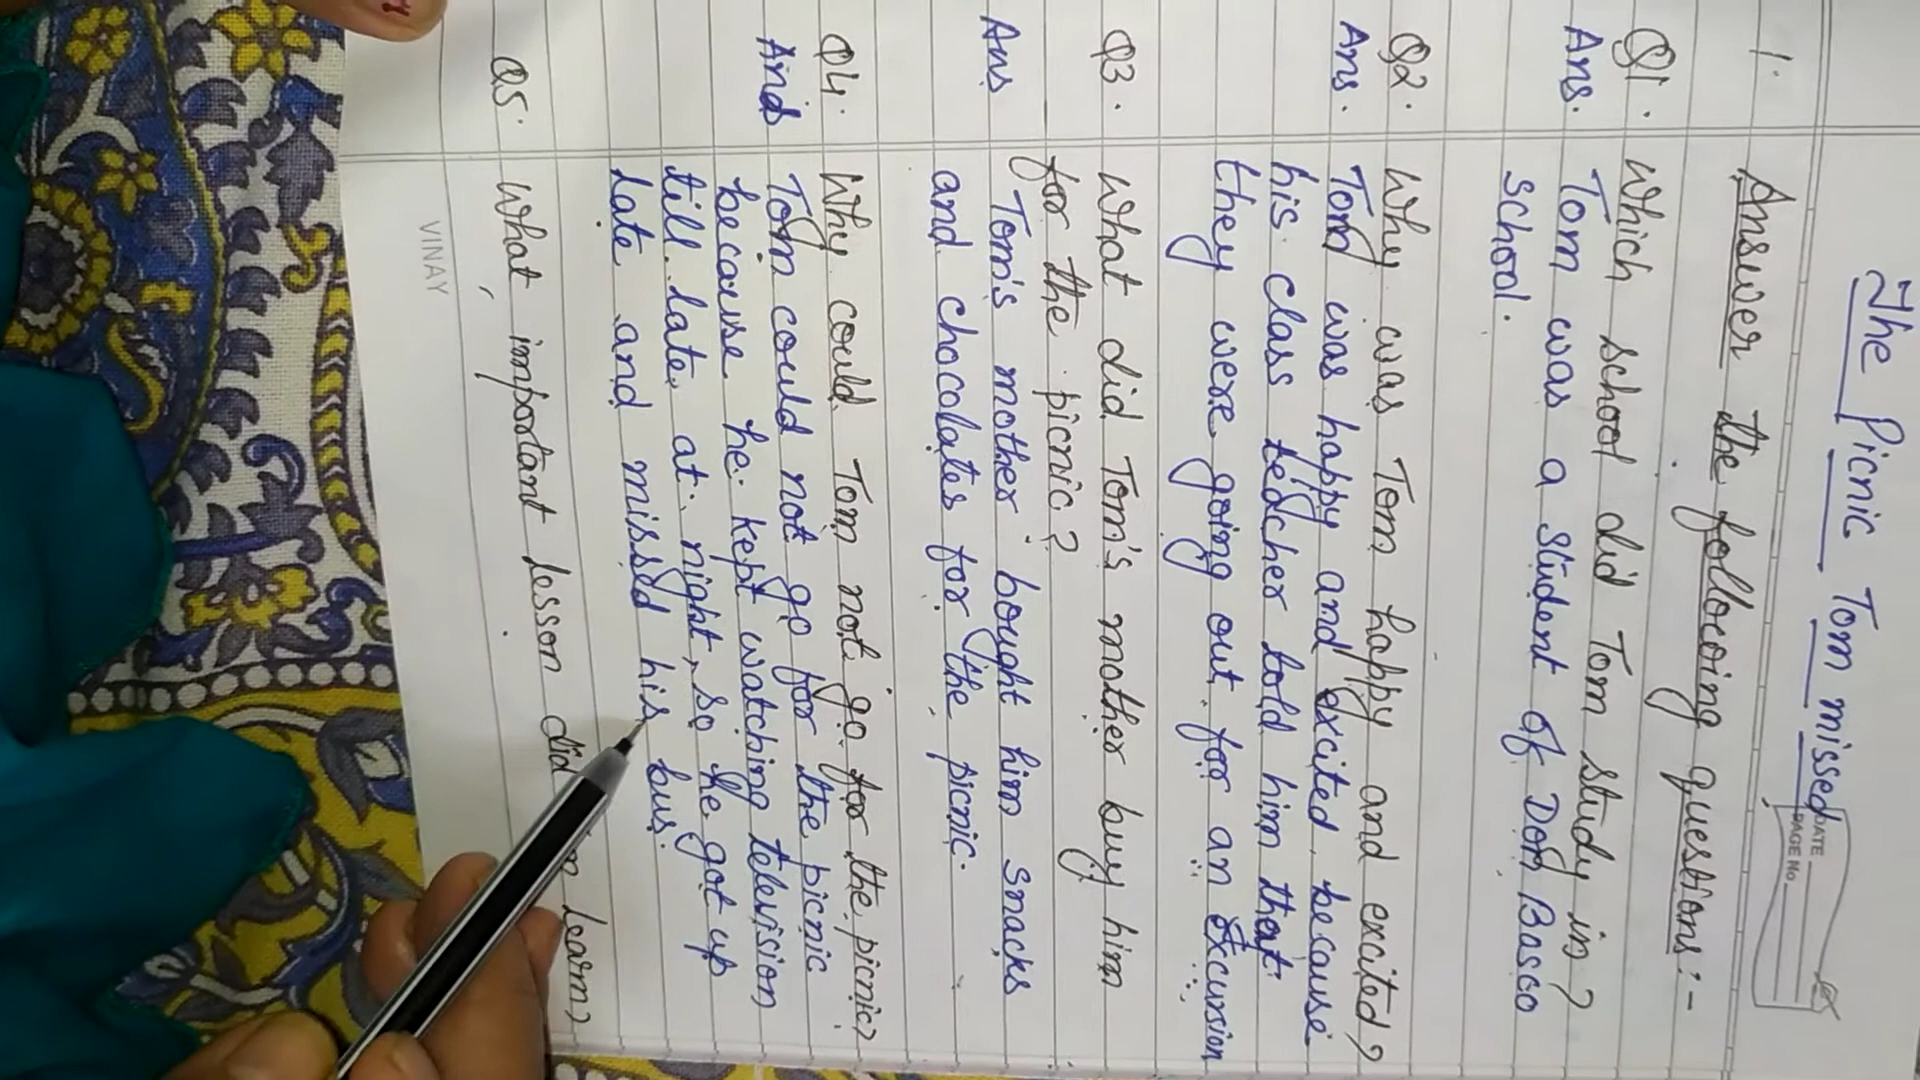 The Picnic Tom missed
DATE
PAGE No.
1. Answer the following questions:-
Q1. Which school did Tom study in?
Ans. Tom was a student of Don Basco
school.
Q2. Why was Tom happy and excited?
Ans. Tom was happy and excited because
his class teacher told him that
they were going out for an Excursion
Q3. What did Tom's mother buy him
for the picnic?
Ans Tom's mother bought him snacks
and chocolates for the picnic.
Q4. Why could Tom not go for the picnic?
Ans Tom could not go for the picnic
because he kept watching television
till late at night, so he got up
late and missed his bus.
Q5. What important lesson did learn?
VINAY